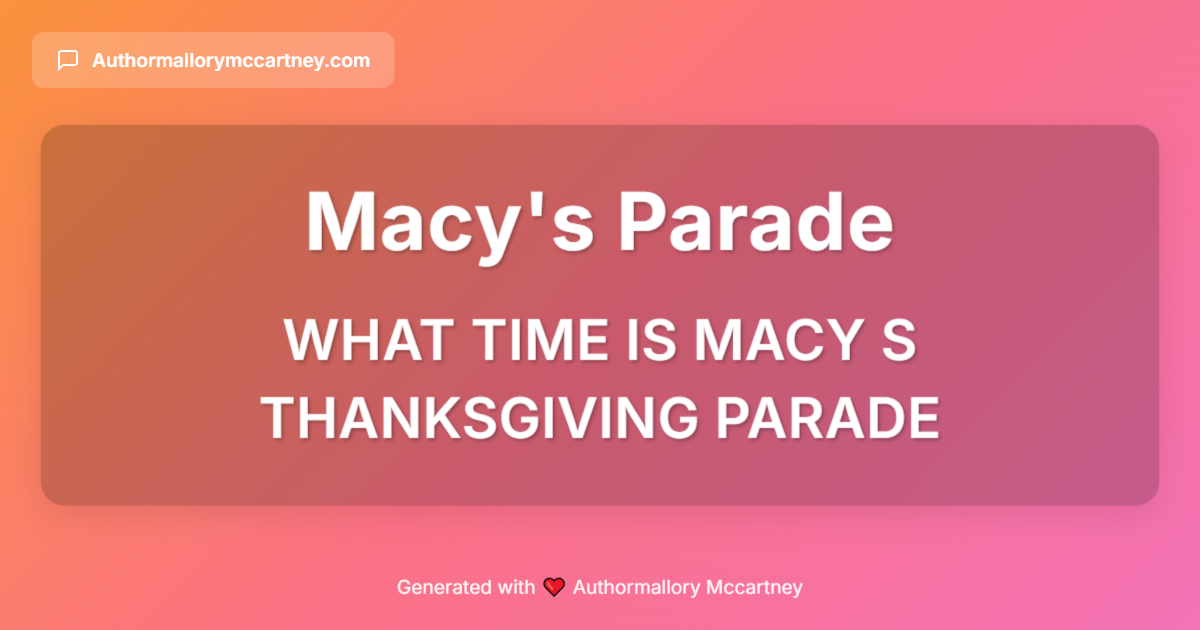 Authormallorymccartney.com
Macy's Parade
WHAT TIME IS MACY S
THANKSGIVING PARADE
Generated with ❤️ Authormallory Mccartney